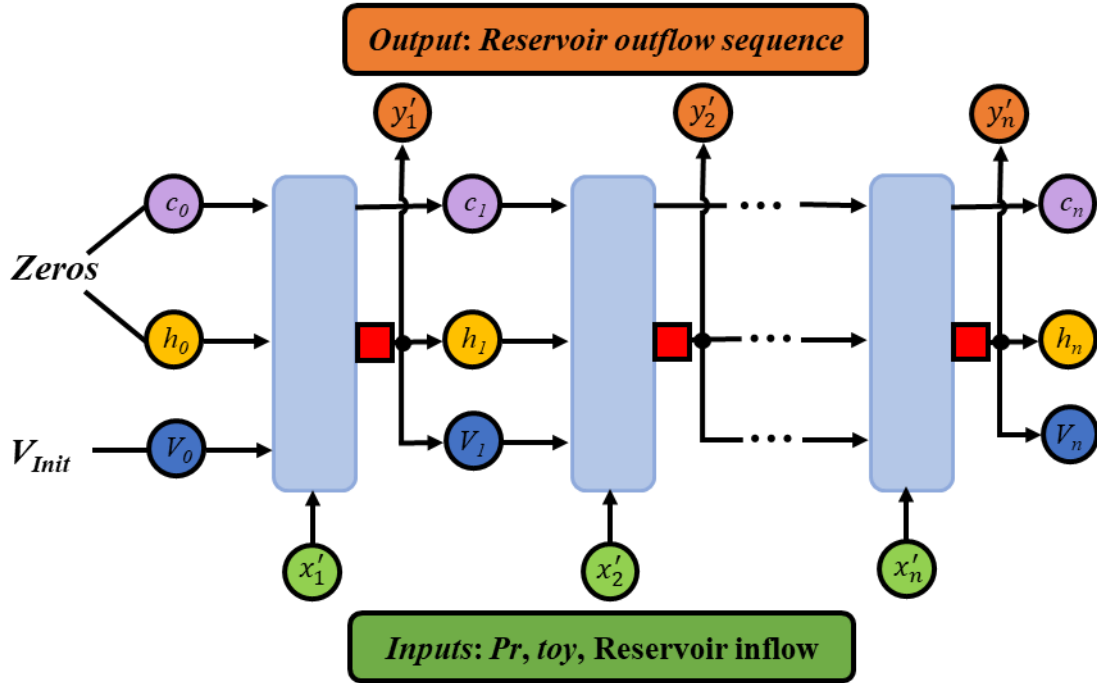 Output: Reservoir outflow sequence
y′₁ y′₂ y′ₙ
c₀ c₁ ... cₙ
Zeros
h₀ h₁ ... hₙ
V_Init V₀ V₁ ... Vₙ
x′₁ x′₂ x′ₙ
Inputs: Pr, toy, Reservoir inflow